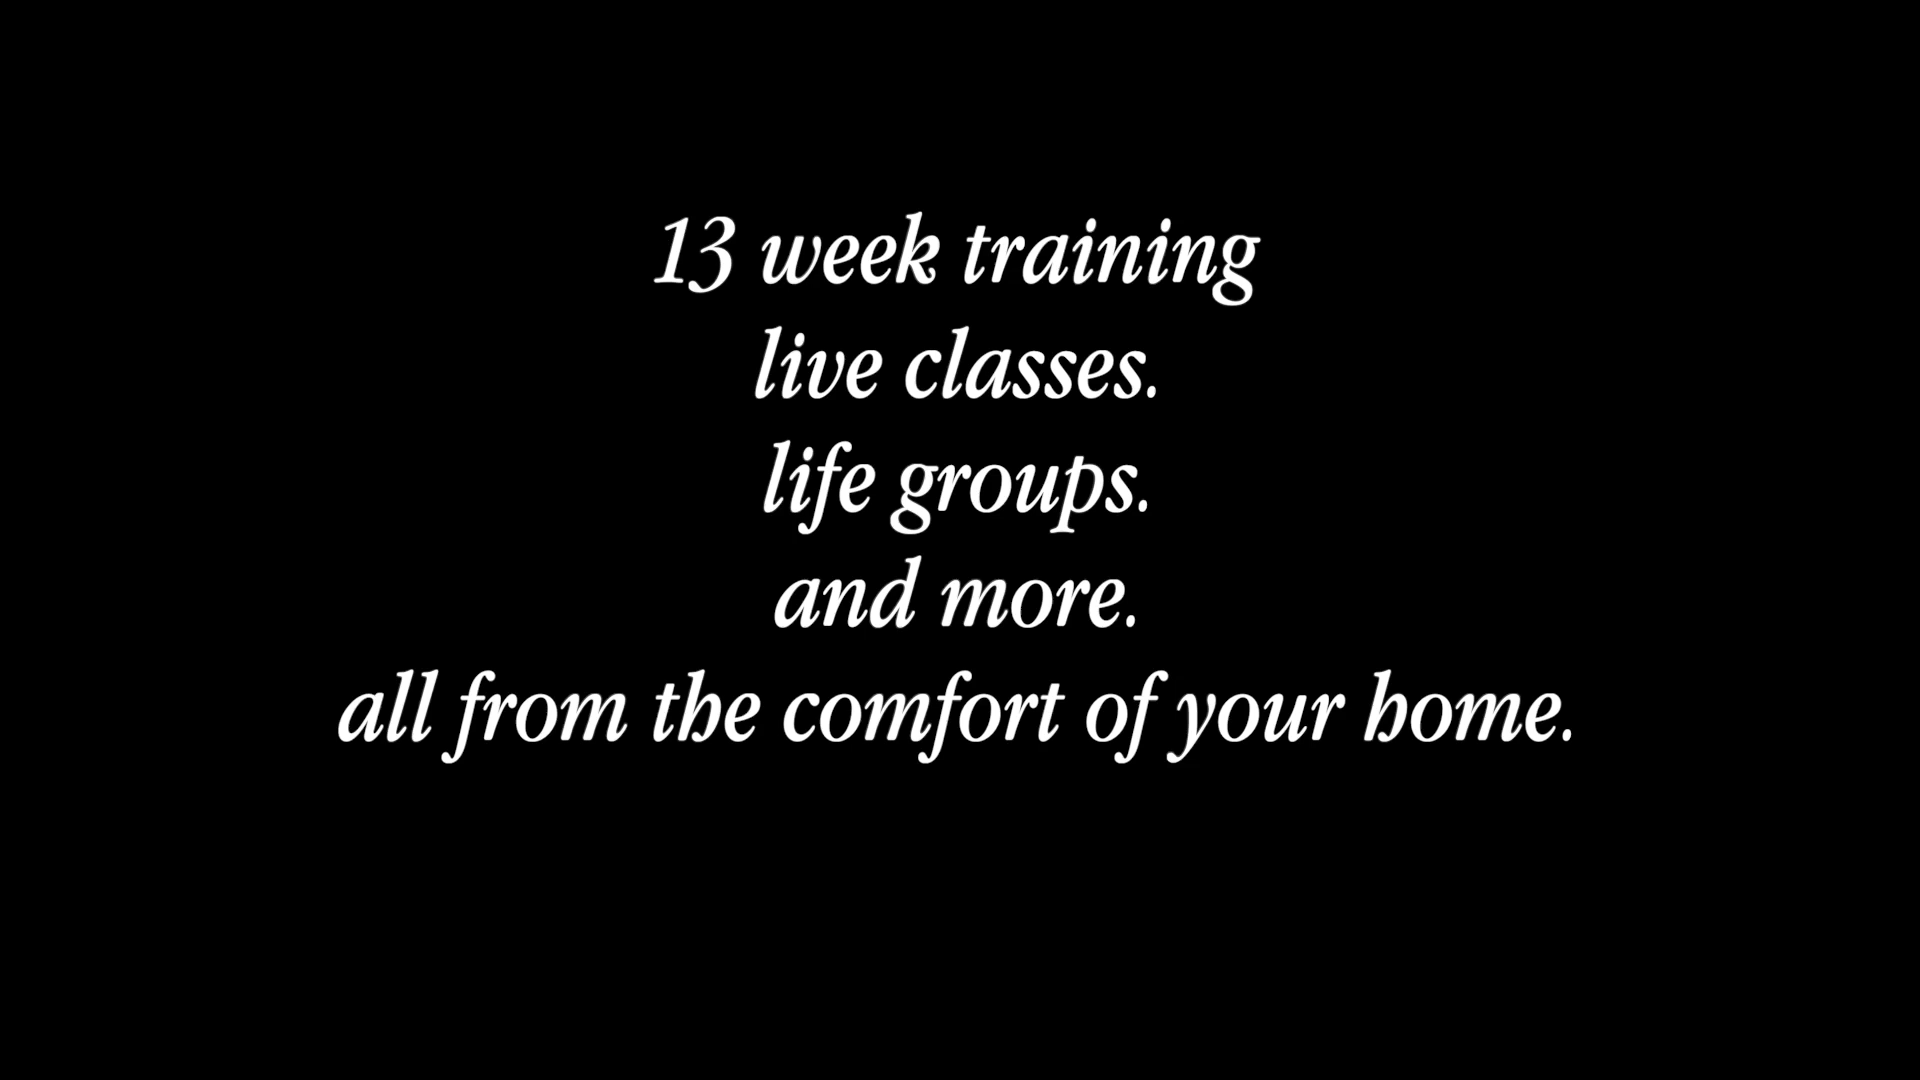 13 week training
live classes.
life groups.
and more.
all from the comfort of your home.